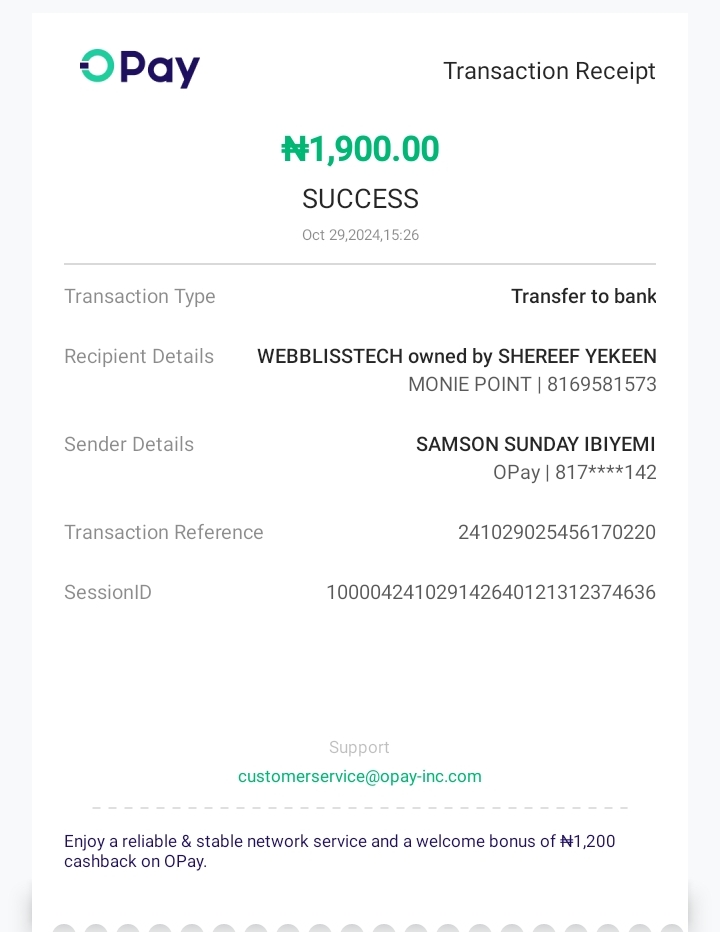 OPay
Transaction Receipt
₦1,900.00
SUCCESS
Oct 29,2024,15:26
Transaction Type
Transfer to bank
Recipient Details
WEBBLISSTECH owned by SHEREEF YEKEEN
MONIE POINT | 8169581573
Sender Details
SAMSON SUNDAY IBIYEMI
OPay | 817****142
Transaction Reference
241029025456170220
SessionID
100004241029142640121312374636
Support
customerservice@opay-inc.com
Enjoy a reliable & stable network service and a welcome bonus of ₦1,200
cashback on OPay.